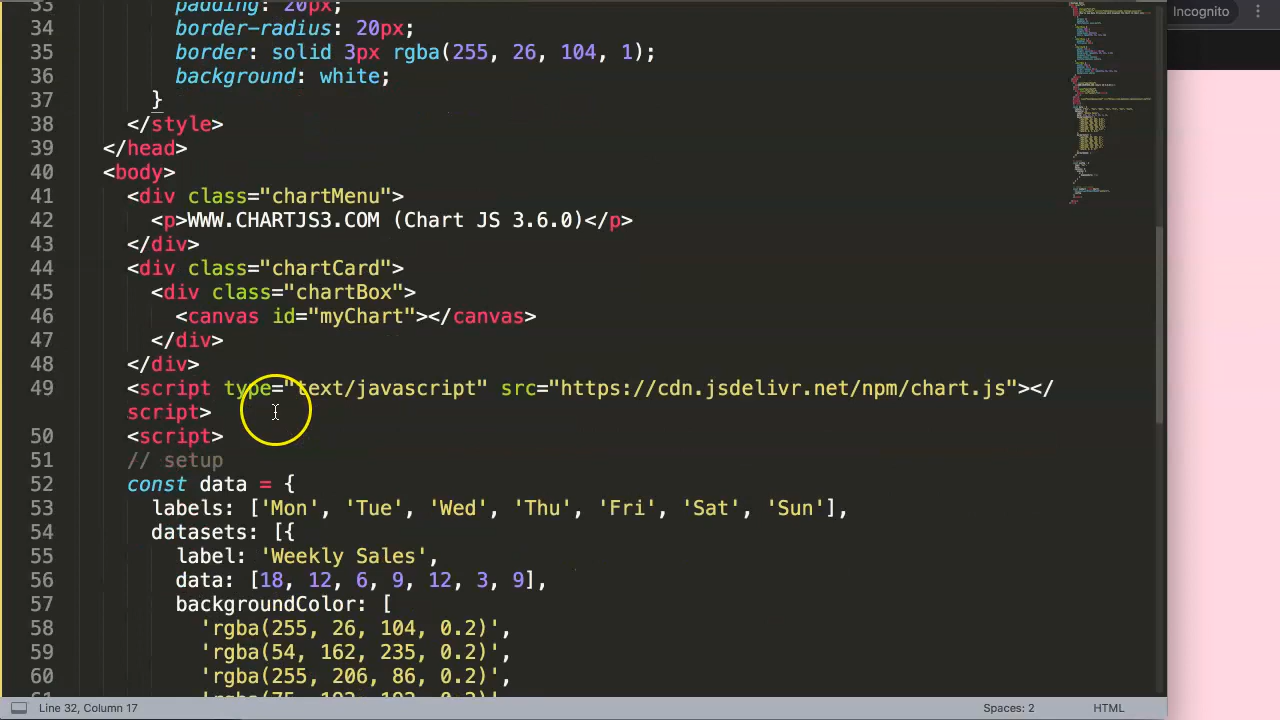 Incognito
33 padding: 20px;
34 border-radius: 20px;
35 border: solid 3px rgba(255, 26, 104, 1);
36 background: white;
37 }
38 </style>
39 </head>
40 <body>
41 <div class="chartMenu">
42 <p>WWW.CHARTJS3.COM (Chart JS 3.6.0)</p>
43 </div>
44 <div class="chartCard">
45 <div class="chartBox">
46 <canvas id="myChart"></canvas>
47 </div>
48 </div>
49 <script type="text/javascript" src="https://cdn.jsdelivr.net/npm/chart.js"></
script>
50 <script>
51 // setup
52 const data = {
53 labels: ['Mon', 'Tue', 'Wed', 'Thu', 'Fri', 'Sat', 'Sun'],
54 datasets: [{
55 label: 'Weekly Sales',
56 data: [18, 12, 6, 9, 12, 3, 9],
57 backgroundColor: [
58 'rgba(255, 26, 104, 0.2)',
59 'rgba(54, 162, 235, 0.2)',
60 'rgba(255, 206, 86, 0.2)',
Line 32, Column 17
Spaces: 2
HTML